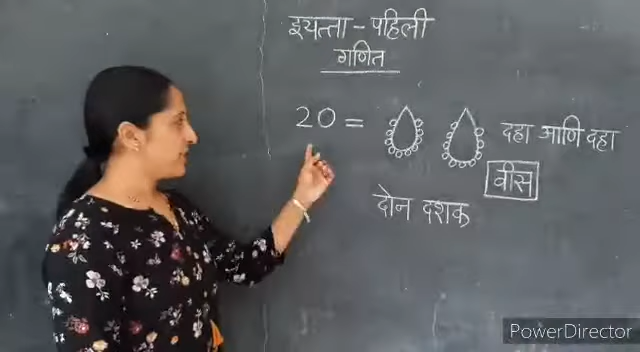 इयत्ता - पहिली
गणित
20 = दहा आणि दहा
वीस
दोन दशक
PowerDirector